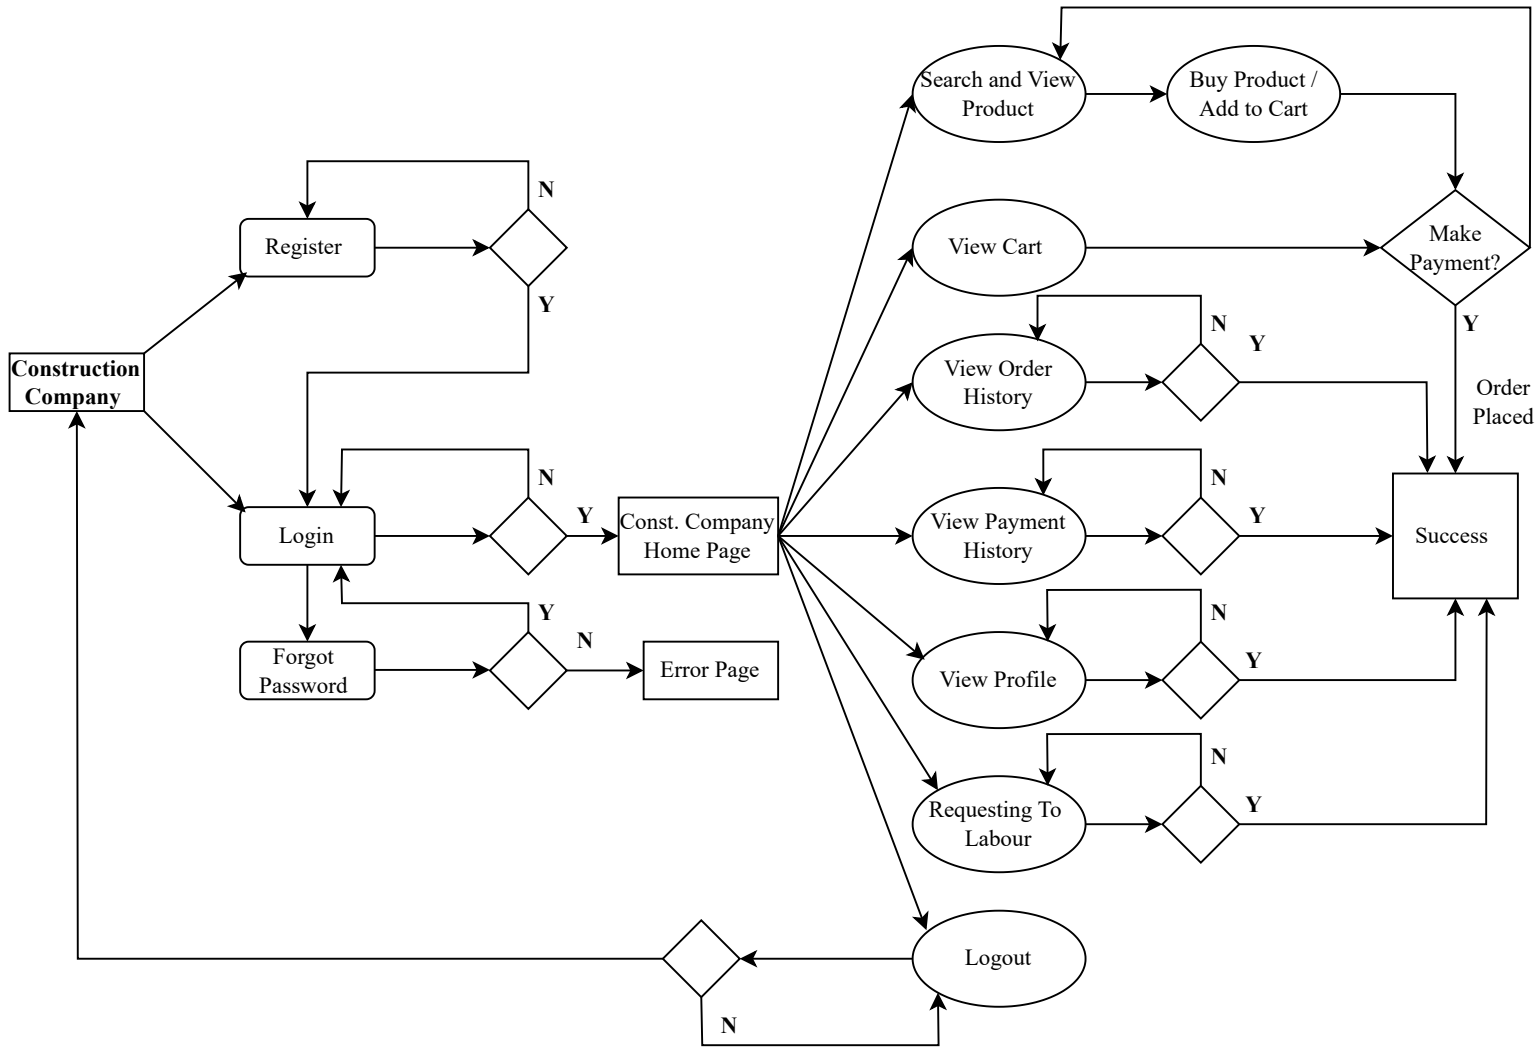 Search and View
Product
Buy Product /
Add to Cart
N
Register
View Cart
Make
Payment?
Y
N
Y
Y
Construction
Company
View Order
History
Order
Placed
N
N
Y
Y
Login
Const. Company
Home Page
View Payment
History
Success
Y
N
N
Forgot
Password
Error Page
View Profile
Y
N
Requesting To
Labour
Y
Logout
N